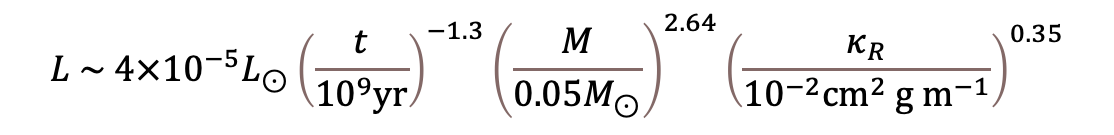 L ~ 4×10⁻⁵L☉ (t / 10⁹yr)^−1.3 (M / 0.05M☉)^2.64 (κ_R / 10⁻²cm² g m⁻¹)^0.35